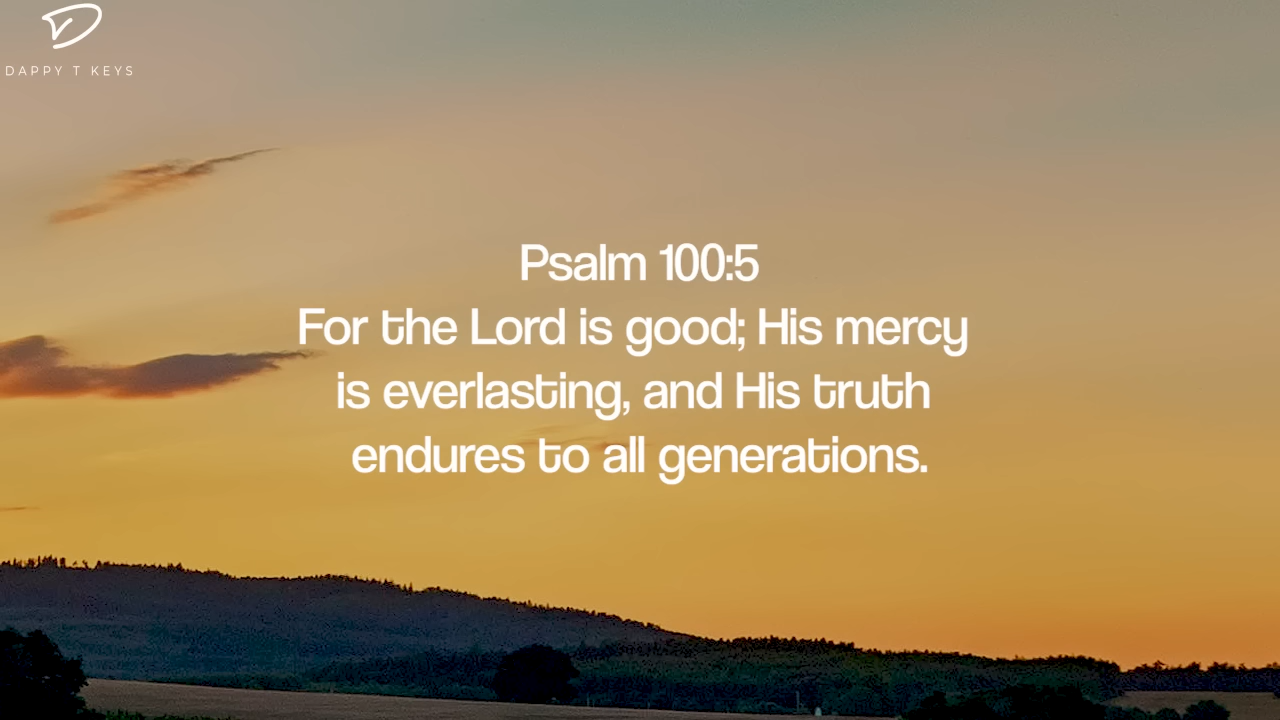 DAPPY T KEYS
Psalm 100:5
For the Lord is good; His mercy
is everlasting, and His truth
endures to all generations.